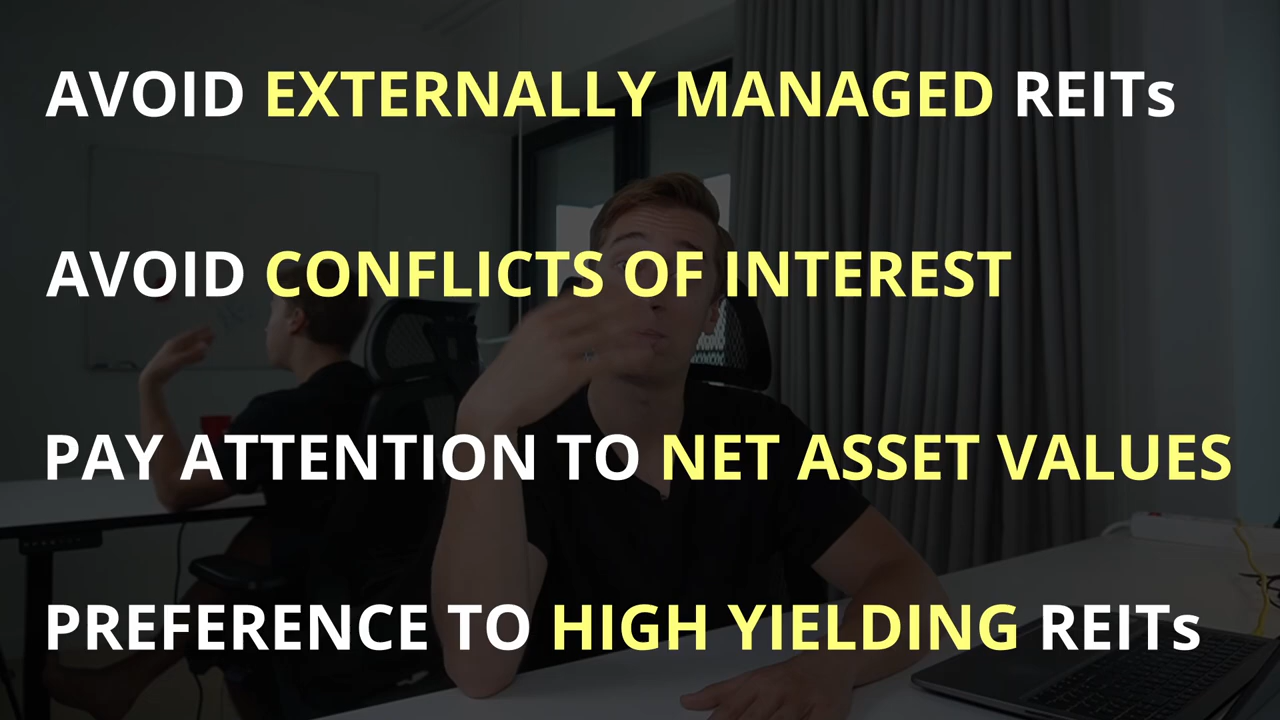 AVOID EXTERNALLY MANAGED REITs
AVOID CONFLICTS OF INTEREST
PAY ATTENTION TO NET ASSET VALUES
PREFERENCE TO HIGH YIELDING REITs